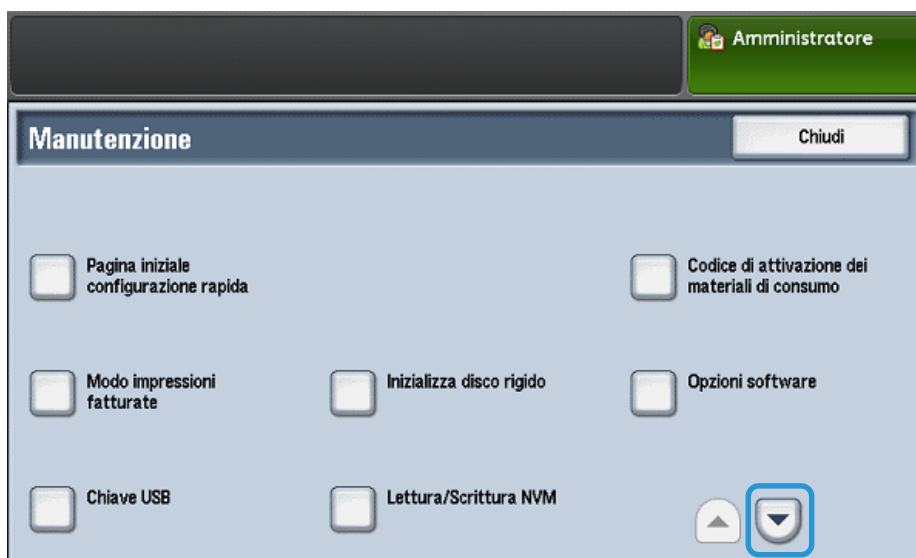 Amministratore
Manutenzione
Chiudi
Pagina iniziale
configurazione rapida
Codice di attivazione dei
materiali di consumo
Modo impressioni
fatturate
Inizializza disco rigido
Opzioni software
Chiave USB
Lettura/Scrittura NVM